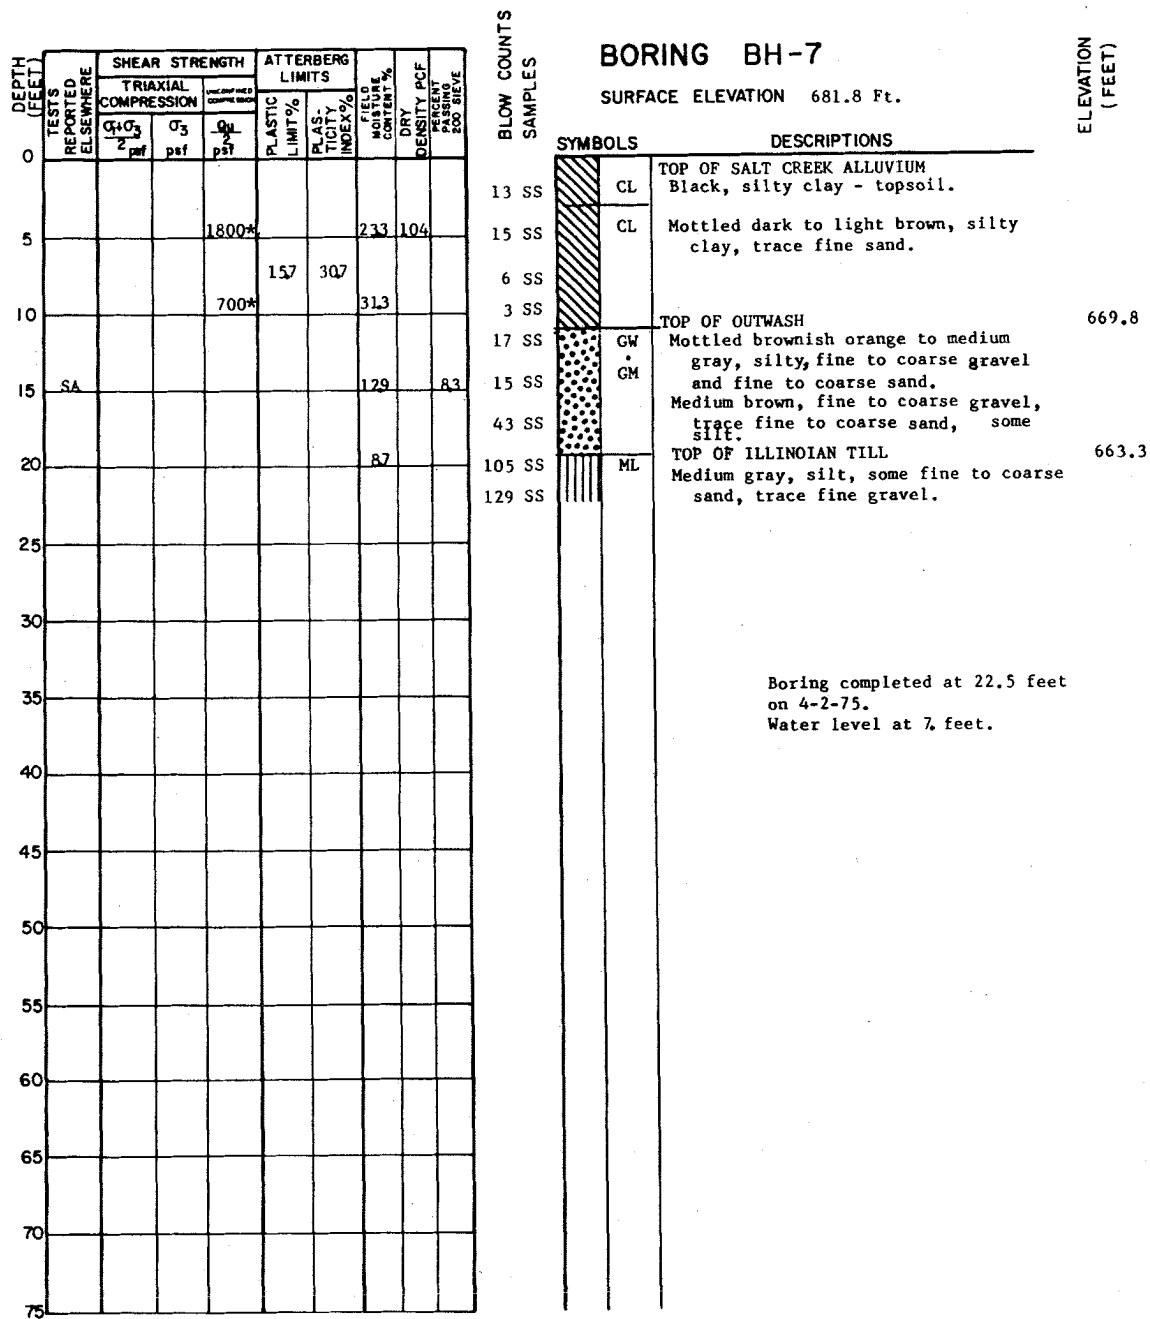 BORING BH-7
SURFACE ELEVATION 681.8 Ft.
DEPTH (FEET)
TESTS REPORTED ELSEWHERE
SHEAR STRENGTH
TRIAXIAL COMPRESSION
UNCONFINED COMPRESSION
σ1+σ3
2 psf
σ3
psf
Qu
2
psf
ATTERBERG LIMITS
PLASTIC LIMIT%
PLAS-TICITY INDEX%
FIELD MOISTURE CONTENT %
DRY DENSITY PCF
PERCENT PASSING 200 SIEVE
BLOW COUNTS
SAMPLES
SYMBOLS
DESCRIPTIONS
ELEVATION (FEET)
0
TOP OF SALT CREEK ALLUVIUM
13 SS CL Black, silty clay - topsoil.
1800* 23.3 104
5
15 SS CL Mottled dark to light brown, silty
clay, trace fine sand.
15.7 30.7
6 SS
700* 31.3
3 SS
10
TOP OF OUTWASH 669.8
17 SS GW Mottled brownish orange to medium
gray, silty, fine to coarse gravel
GM
SA 12.9 8.3
15 SS and fine to coarse sand.
15
Medium brown, fine to coarse gravel,
43 SS trace fine to coarse sand, some
silt.
TOP OF ILLINOIAN TILL 663.3
8.7
20
105 SS ML
Medium gray, silt, some fine to coarse
129 SS sand, trace fine gravel.
25
30
35
Boring completed at 22.5 feet
on 4-2-75.
Water level at 7. feet.
40
45
50
55
60
65
70
75